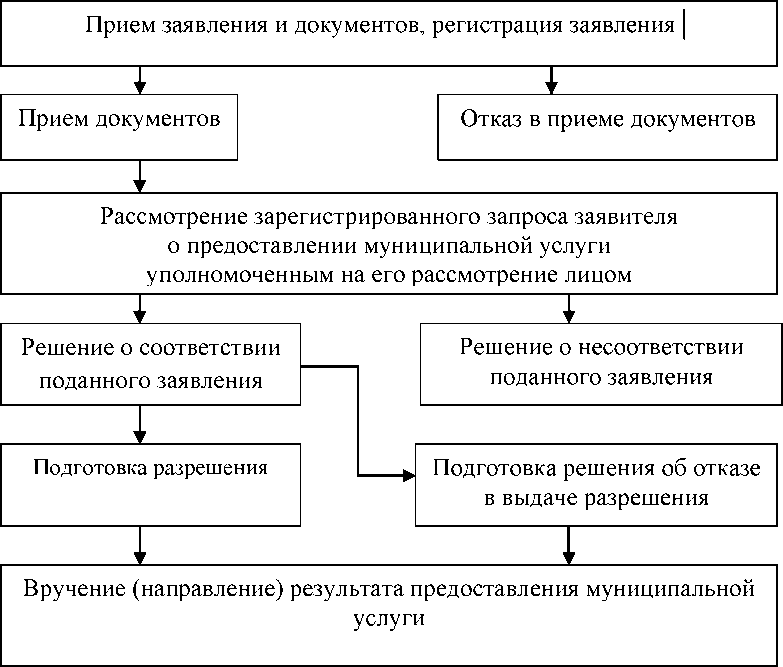 Прием заявления и документов, регистрация заявления
Прием документов
Отказ в приеме документов
Рассмотрение зарегистрированного запроса заявителя
о предоставлении муниципальной услуги
уполномоченным на его рассмотрение лицом
Решение о соответствии
поданного заявления
Решение о несоответствии
поданного заявления
Подготовка разрешения
Подготовка решения об отказе
в выдаче разрешения
Вручение (направление) результата предоставления муниципальной
услуги